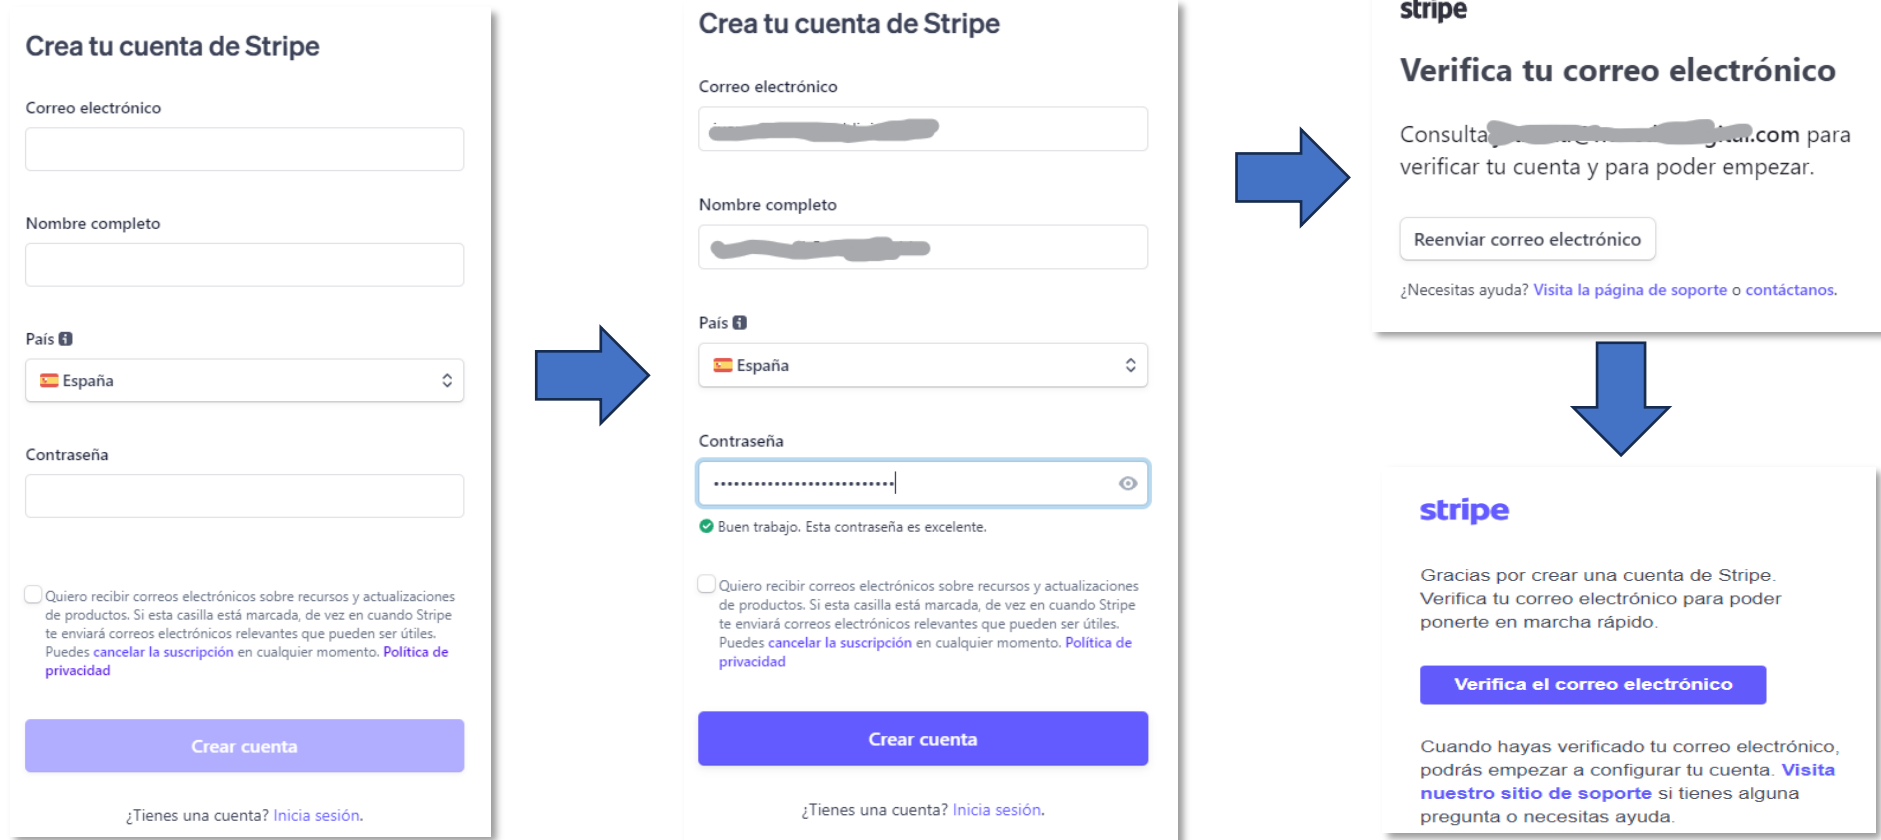 Crea tu cuenta de Stripe
Correo electrónico
Nombre completo
País
España
Contraseña
Quiero recibir correos electrónicos sobre recursos y actualizaciones
de productos. Si esta casilla está marcada, de vez en cuando Stripe
te enviará correos electrónicos relevantes que pueden ser útiles.
Puedes cancelar la suscripción en cualquier momento. Política de
privacidad
Crear cuenta
¿Tienes una cuenta? Inicia sesión.
Crea tu cuenta de Stripe
Correo electrónico
Nombre completo
País
España
Contraseña
•••••••••••••••••••••••••••
Buen trabajo. Esta contraseña es excelente.
Quiero recibir correos electrónicos sobre recursos y actualizaciones
de productos. Si esta casilla está marcada, de vez en cuando Stripe
te enviará correos electrónicos relevantes que pueden ser útiles.
Puedes cancelar la suscripción en cualquier momento. Política de
privacidad
Crear cuenta
¿Tienes una cuenta? Inicia sesión.
stripe
Verifica tu correo electrónico
Consulta .com para
verificar tu cuenta y para poder empezar.
Reenviar correo electrónico
¿Necesitas ayuda? Visita la página de soporte o contáctanos.
stripe
Gracias por crear una cuenta de Stripe.
Verifica tu correo electrónico para poder
ponerte en marcha rápido.
Verifica el correo electrónico
Cuando hayas verificado tu correo electrónico,
podrás empezar a configurar tu cuenta. Visita
nuestro sitio de soporte si tienes alguna
pregunta o necesitas ayuda.